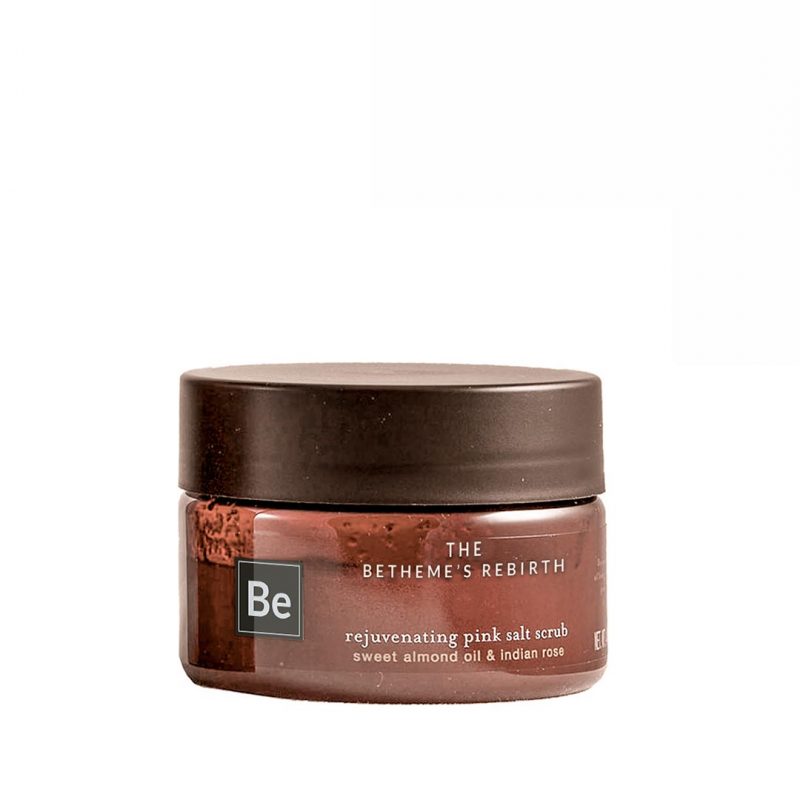 THE
BETHEME'S REBIRTH
Be
rejuvenating pink salt scrub
sweet almond oil & indian rose